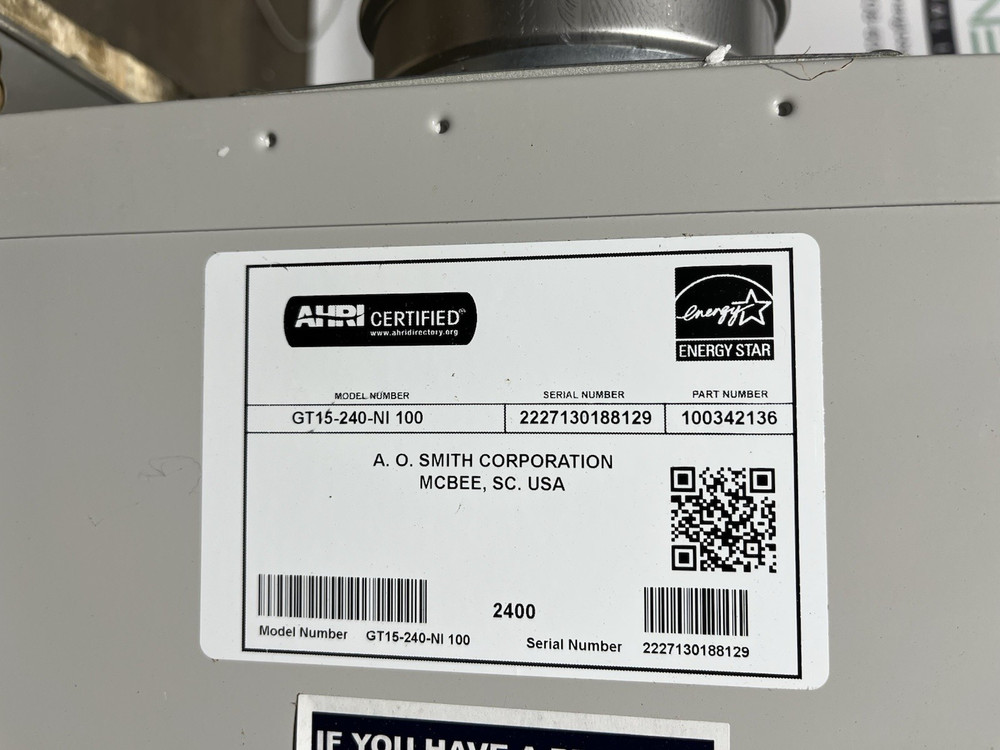 AHRI CERTIFIED
www.ahridirectory.org
energy
ENERGY STAR
MODEL NUMBER SERIAL NUMBER PART NUMBER
GT15-240-NI 100 2227130188129 100342136
A. O. SMITH CORPORATION
MCBEE, SC. USA
2400
Model Number GT15-240-NI 100 Serial Number 2227130188129
IF YOU HAVE A